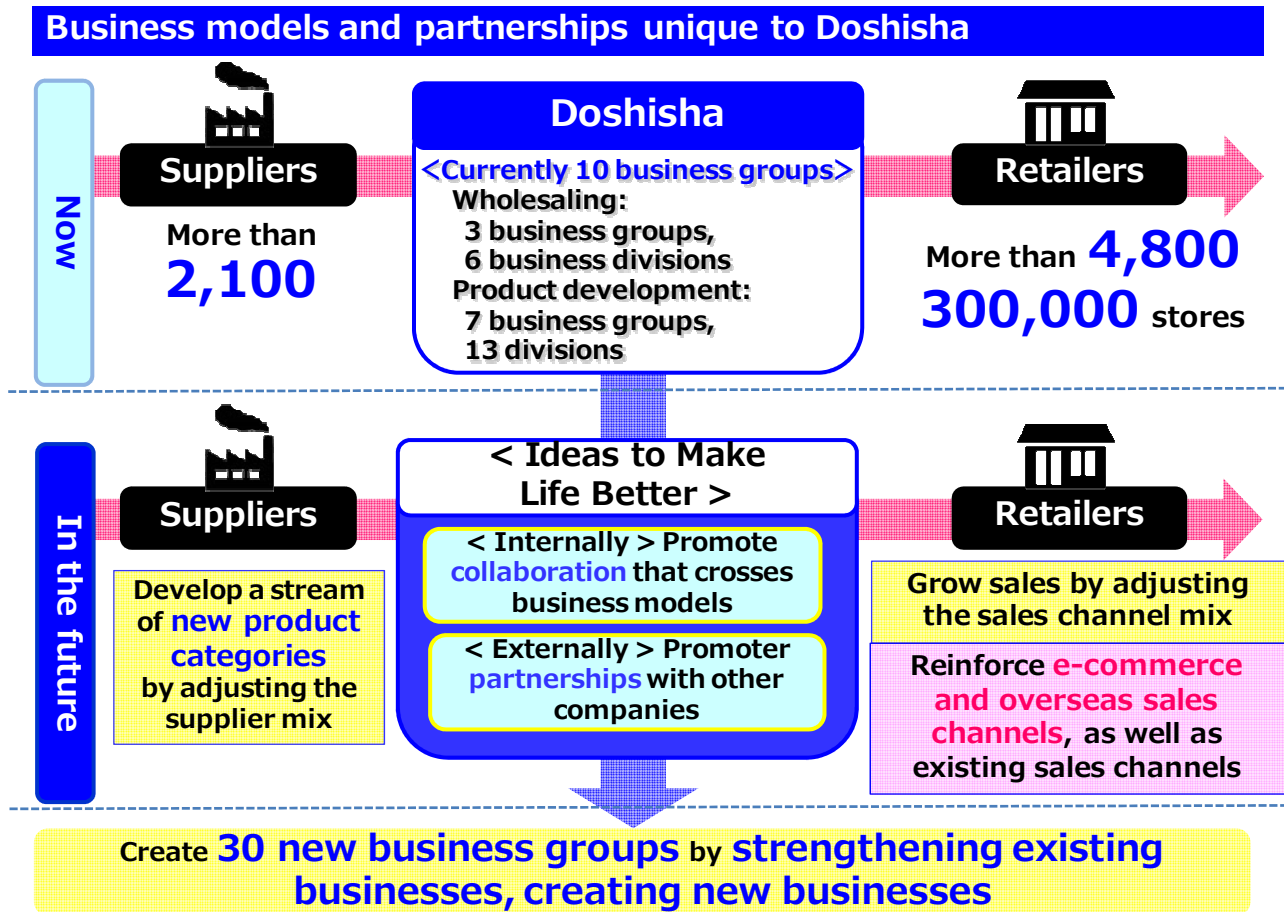 Business models and partnerships unique to Doshisha
Now
Suppliers
More than
2,100
Doshisha
<Currently 10 business groups>
Wholesaling:
3 business groups,
6 business divisions
Product development:
7 business groups,
13 divisions
Retailers
More than 4,800
300,000 stores
In the future
Suppliers
Develop a stream
of new product
categories
by adjusting the
supplier mix
< Ideas to Make
Life Better >
< Internally > Promote
collaboration that crosses
business models
< Externally > Promoter
partnerships with other
companies
Retailers
Grow sales by adjusting
the sales channel mix
Reinforce e-commerce
and overseas sales
channels, as well as
existing sales channels
Create 30 new business groups by strengthening existing
businesses, creating new businesses